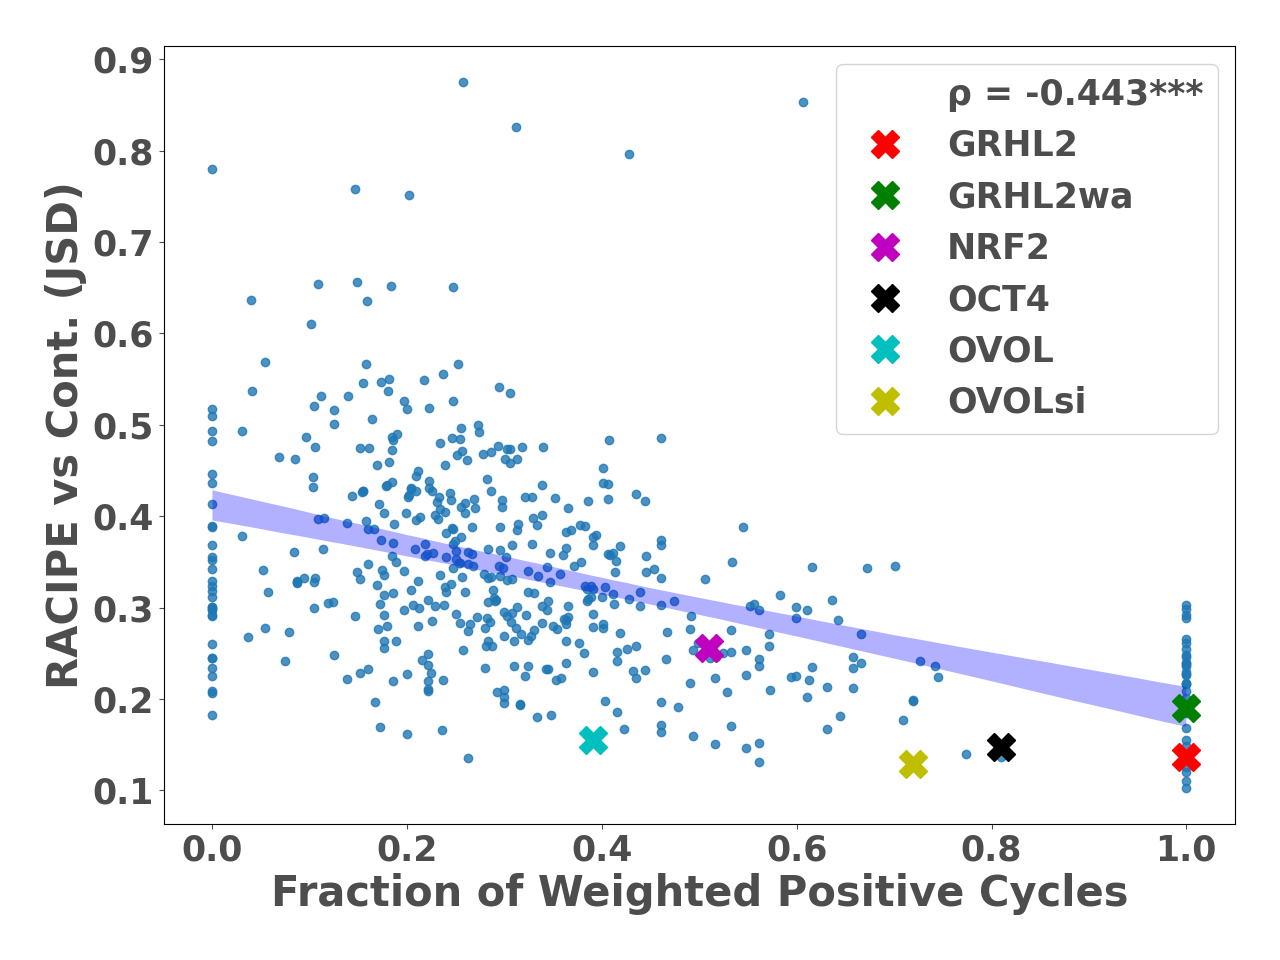 ρ = -0.443***
GRHL2
GRHL2wa
NRF2
OCT4
OVOL
OVOLsi
RACIPE vs Cont. (JSD)
0.9
0.8
0.7
0.6
0.5
0.4
0.3
0.2
0.1
0.0 0.2 0.4 0.6 0.8 1.0
Fraction of Weighted Positive Cycles